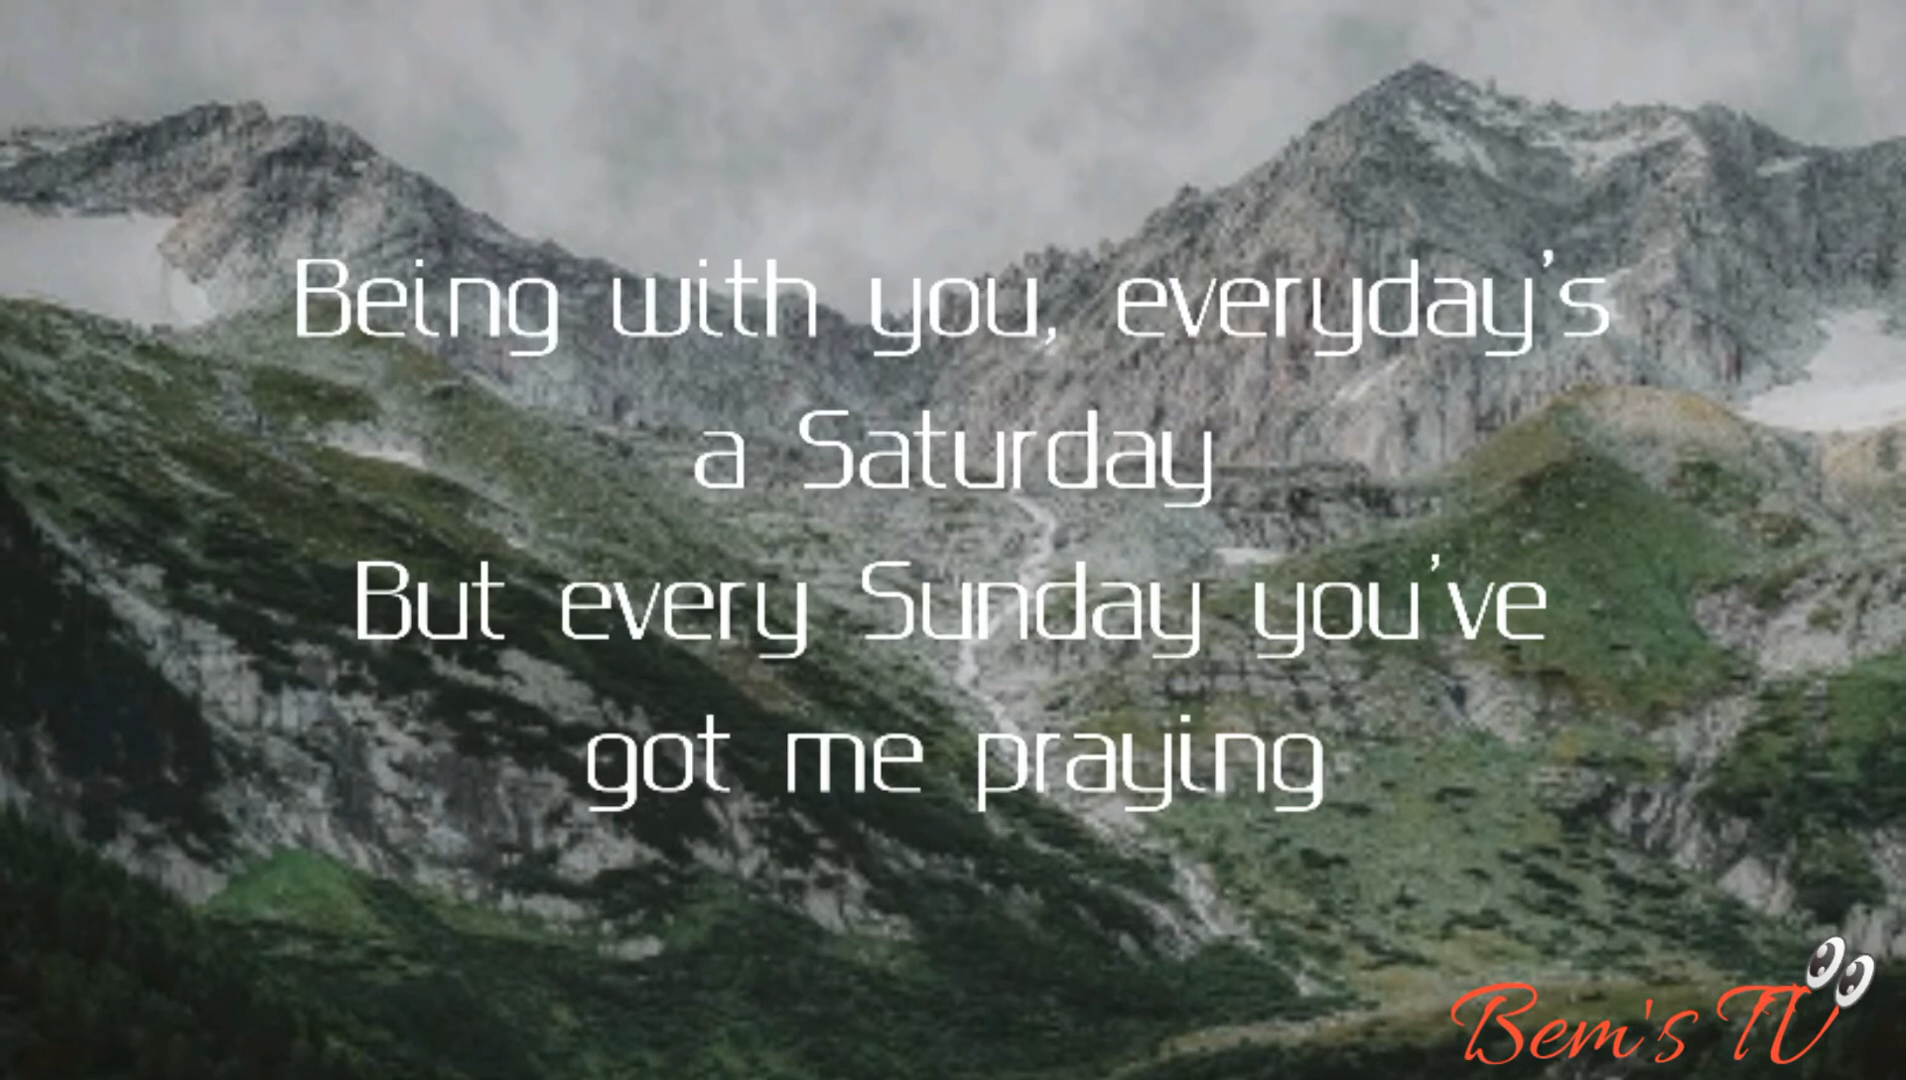 Being with you, everyday's
a Saturday
But every Sunday you've
got me praying
Bem's TV